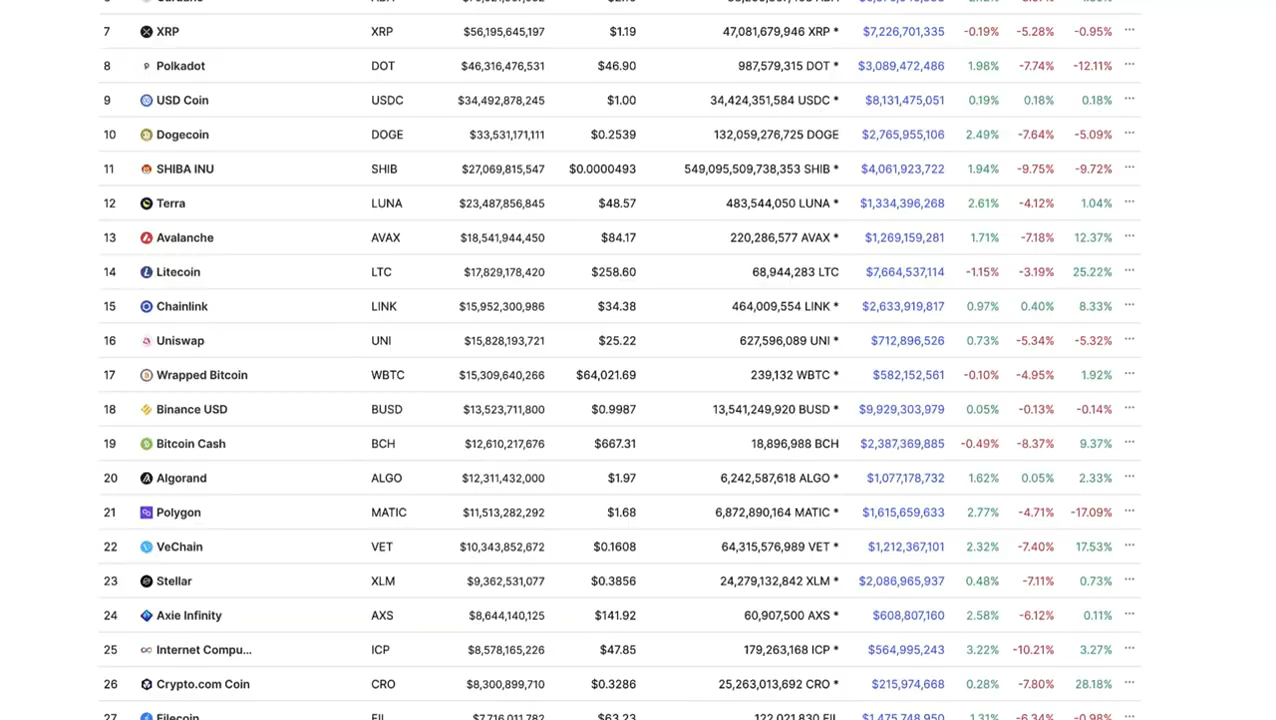 7 XRP XRP $56,195,645,197 $1.19 47,081,679,946 XRP * $7,226,701,335 -0.19% -5.28% -0.95% ...
8 Polkadot DOT $46,316,476,531 $46.90 987,579,315 DOT * $3,089,472,486 1.98% -7.74% -12.11% ...
9 USD Coin USDC $34,492,878,245 $1.00 34,424,351,584 USDC * $8,131,475,051 0.19% 0.18% 0.18% ...
10 Dogecoin DOGE $33,531,171,111 $0.2539 132,059,276,725 DOGE $2,765,955,106 2.49% -7.64% -5.09% ...
11 SHIBA INU SHIB $27,069,815,547 $0.0000493 549,095,509,738,353 SHIB * $4,061,923,722 1.94% -9.75% -9.72% ...
12 Terra LUNA $23,487,856,845 $48.57 483,544,050 LUNA * $1,334,396,268 2.61% -4.12% 1.04% ...
13 Avalanche AVAX $18,541,944,450 $84.17 220,286,577 AVAX * $1,269,159,281 1.71% -7.18% 12.37% ...
14 Litecoin LTC $17,829,178,420 $258.60 68,944,283 LTC $7,664,537,114 -1.15% -3.19% 25.22% ...
15 Chainlink LINK $15,952,300,986 $34.38 464,009,554 LINK * $2,633,919,817 0.97% 0.40% 8.33% ...
16 Uniswap UNI $15,828,193,721 $25.22 627,596,089 UNI * $712,896,526 0.73% -5.34% -5.32% ...
17 Wrapped Bitcoin WBTC $15,309,640,266 $64,021.69 239,132 WBTC * $582,152,561 -0.10% -4.95% 1.92% ...
18 Binance USD BUSD $13,523,711,800 $0.9987 13,541,249,920 BUSD * $9,929,303,979 0.05% -0.13% -0.14% ...
19 Bitcoin Cash BCH $12,610,217,676 $667.31 18,896,988 BCH $2,387,369,885 -0.49% -8.37% 9.37% ...
20 Algorand ALGO $12,311,432,000 $1.97 6,242,587,618 ALGO * $1,077,178,732 1.62% 0.05% 2.33% ...
21 Polygon MATIC $11,513,282,292 $1.68 6,872,890,164 MATIC * $1,615,659,633 2.77% -4.71% -17.09% ...
22 VeChain VET $10,343,852,672 $0.1608 64,315,576,989 VET * $1,212,367,101 2.32% -7.40% 17.53% ...
23 Stellar XLM $9,362,531,077 $0.3856 24,279,132,842 XLM * $2,086,965,937 0.48% -7.11% 0.73% ...
24 Axie Infinity AXS $8,644,140,125 $141.92 60,907,500 AXS * $608,807,160 2.58% -6.12% 0.11% ...
25 Internet Compu... ICP $8,578,165,226 $47.85 179,263,168 ICP * $564,995,243 3.22% -10.21% 3.27% ...
26 Crypto.com Coin CRO $8,300,899,710 $0.3286 25,263,013,692 CRO * $215,974,668 0.28% -7.80% 28.18% ...
27 Filecoin FIL $7,716,011,782 $63.23 122,021,830 FIL $1,475,748,950 1.31% -6.34% -0.98%